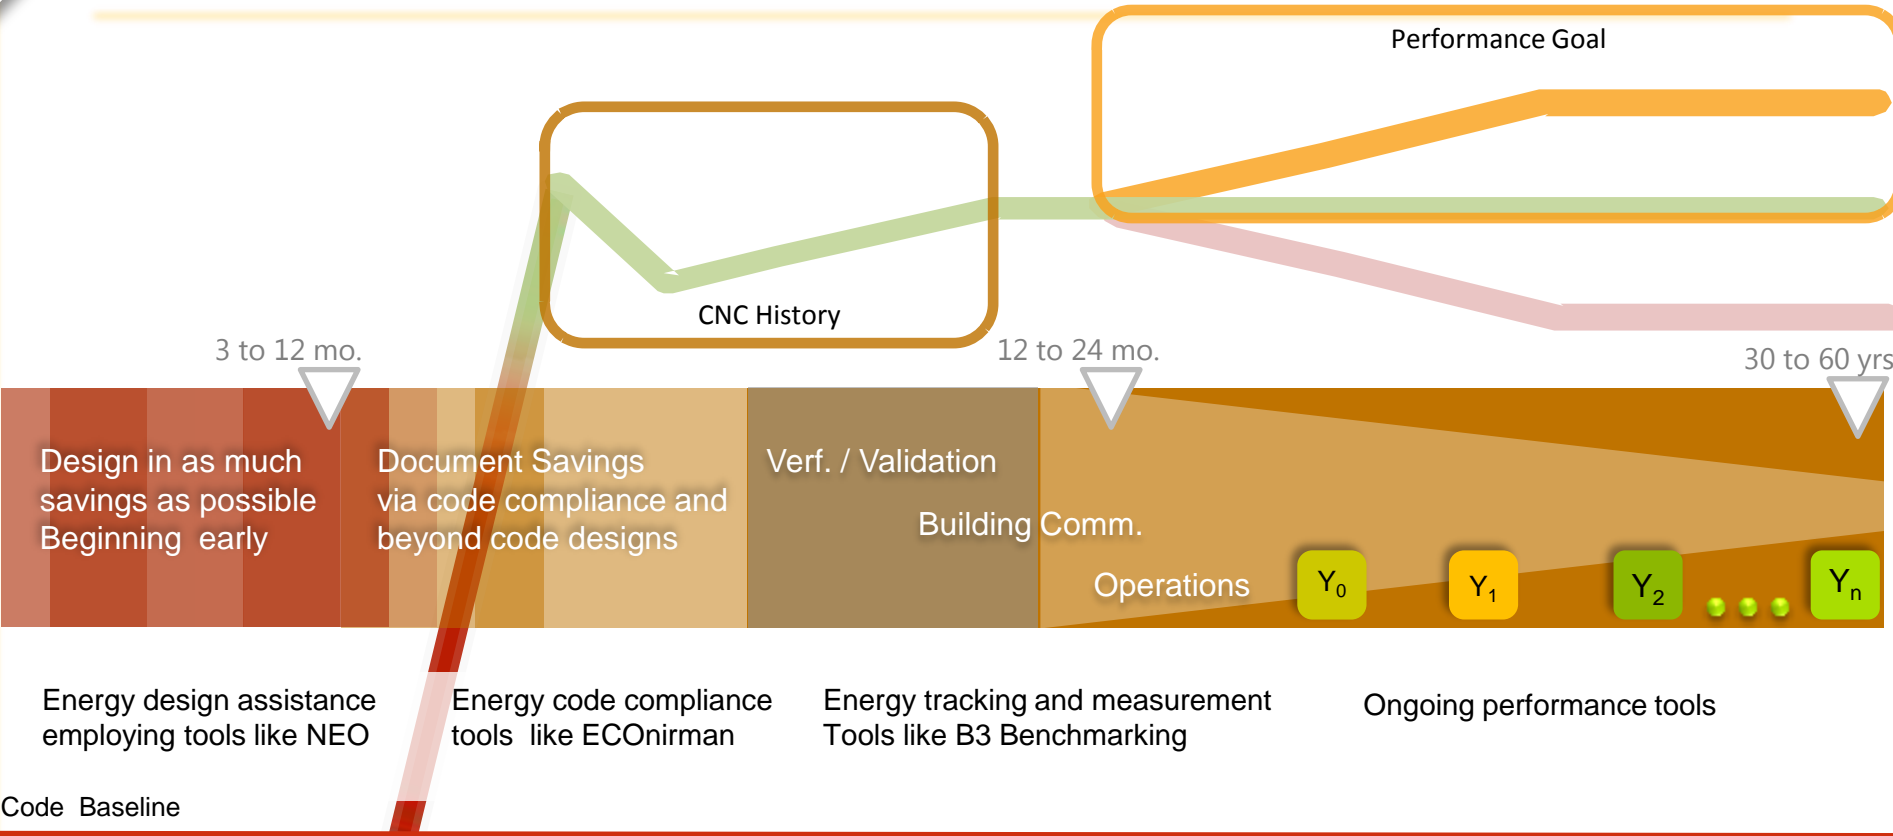 Performance Goal
CNC History
3 to 12 mo.
12 to 24 mo.
30 to 60 yrs
Design in as much
savings as possible
Beginning early
Document Savings
via code compliance and
beyond code designs
Verf. / Validation
Building Comm.
Operations
Y0
Y1
Y2
Yn
Energy design assistance
employing tools like NEO
Energy code compliance
tools like ECOnirman
Energy tracking and measurement
Tools like B3 Benchmarking
Ongoing performance tools
Code Baseline